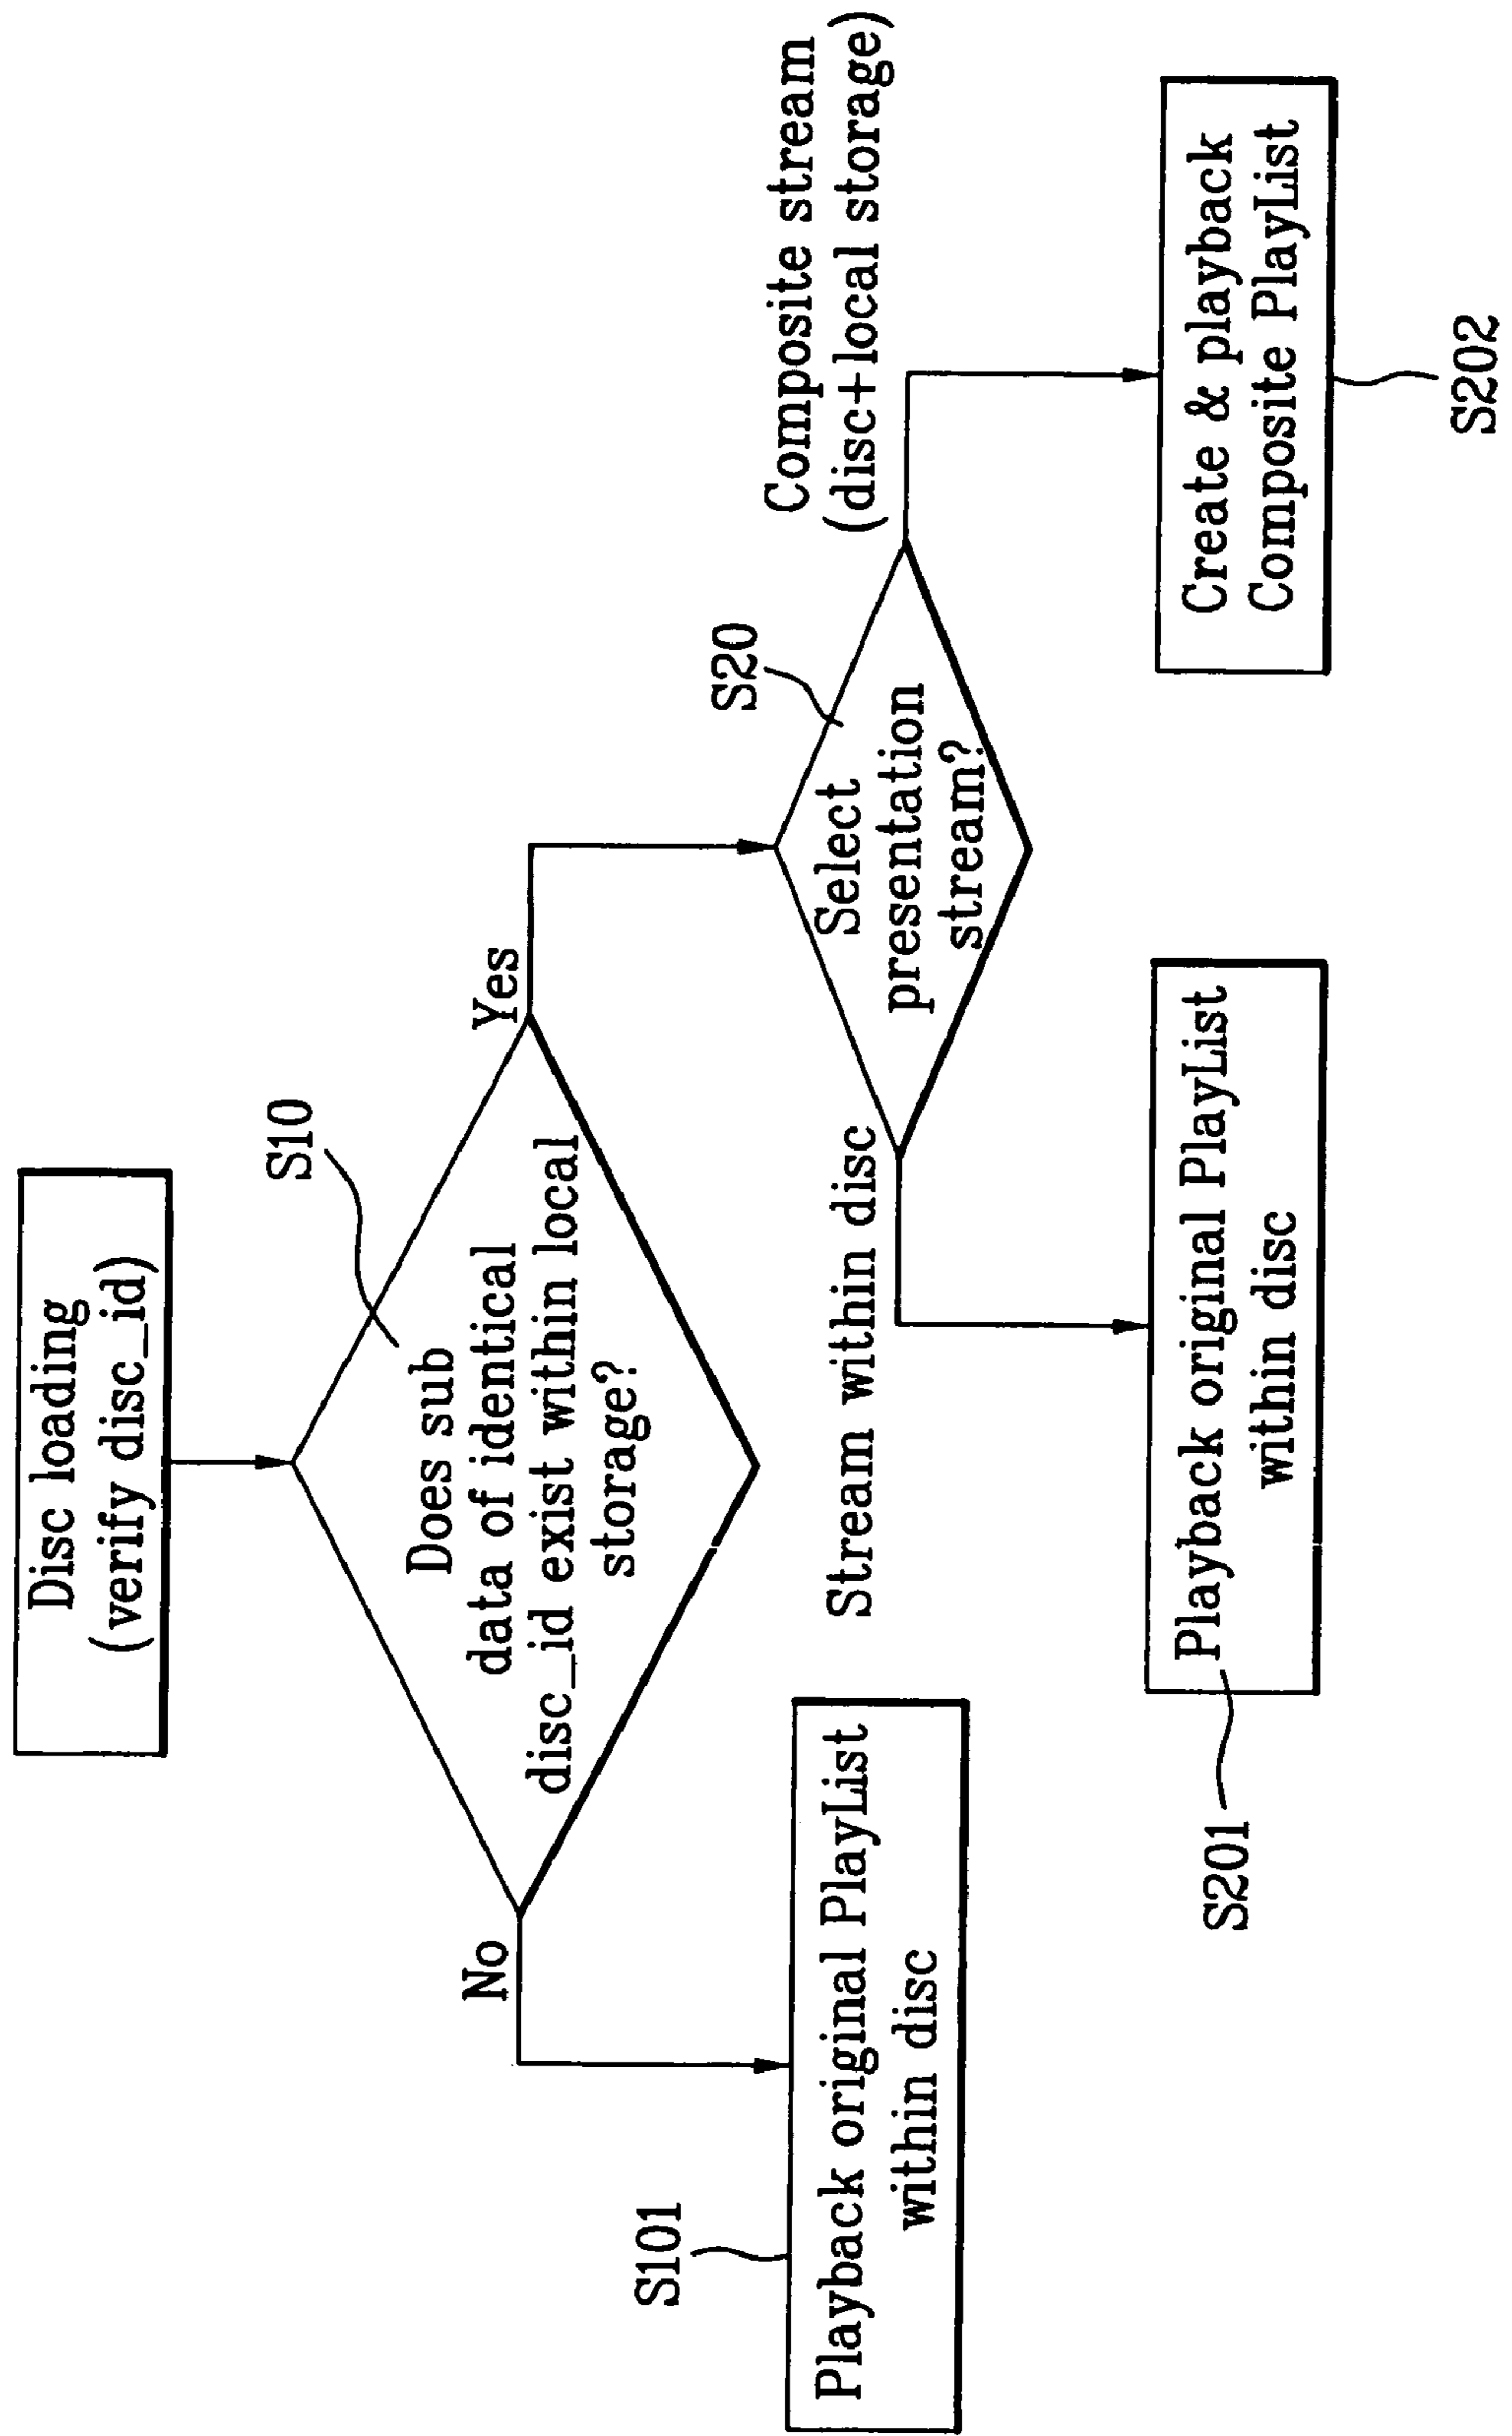 Disc loading
(verify disc_id)
S10
Does sub
data of identical
disc_id exist within local
storage?
No
Yes
S101
Playback original PlayList
within disc
S20
Select
presentation
stream?
Stream within disc
Composite stream
(disc+local storage)
S201
Playback original PlayList
within disc
Create & playback
Composite PlayList
S202